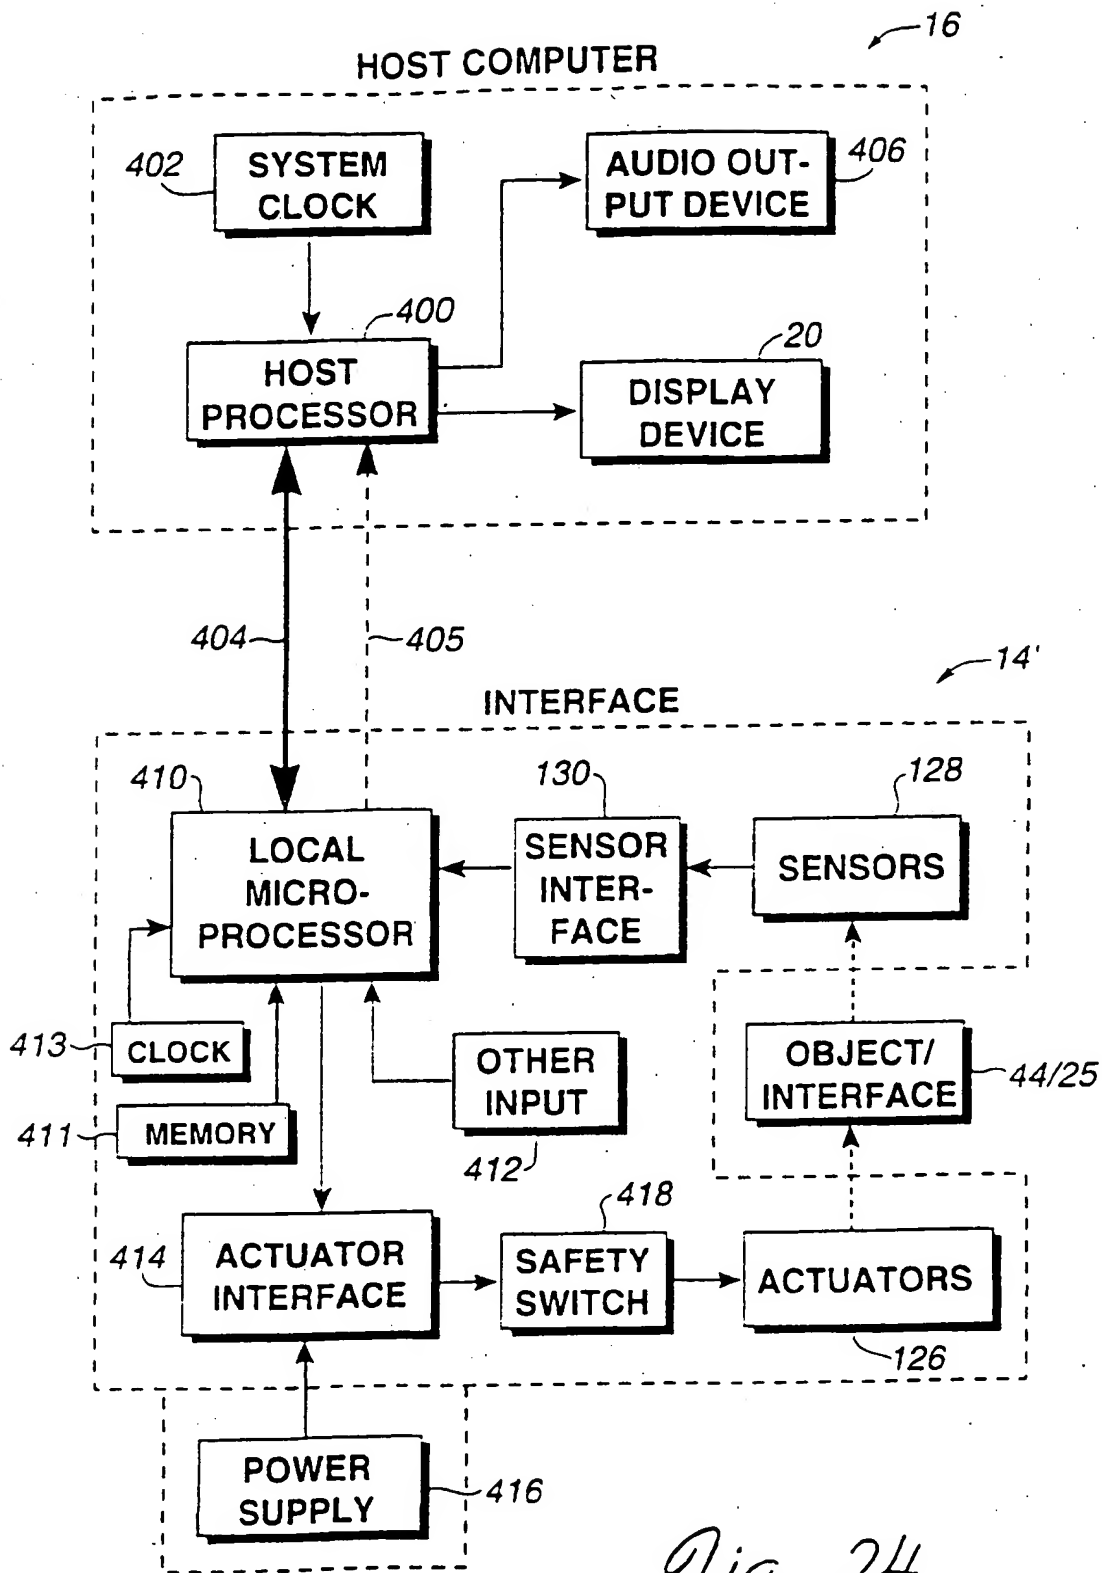 16
HOST COMPUTER
402
SYSTEM
CLOCK
AUDIO OUT-
PUT DEVICE
406
400
HOST
PROCESSOR
20
DISPLAY
DEVICE
404
405
14'
INTERFACE
410
LOCAL
MICRO-
PROCESSOR
130
SENSOR
INTER-
FACE
128
SENSORS
413
CLOCK
411
MEMORY
OTHER
INPUT
412
OBJECT/
INTERFACE
44/25
414
ACTUATOR
INTERFACE
418
SAFETY
SWITCH
ACTUATORS
126
POWER
SUPPLY
416
Fig. 24